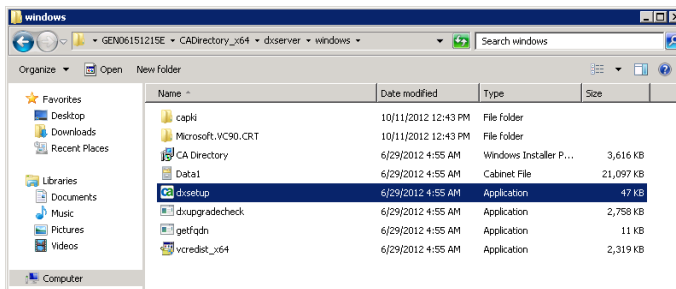 windows
GEN06151215E CADirectory_x64 dxserver windows Search windows
Organize Open New folder
Favorites
Desktop
Downloads
Recent Places
Libraries
Documents
Music
Pictures
Videos
Computer
Name Date modified Type Size
capki 10/11/2012 12:43 PM File folder
Microsoft.VC90.CRT 10/11/2012 12:43 PM File folder
CA Directory 6/29/2012 4:55 AM Windows Installer P... 3,616 KB
Data1 6/29/2012 4:55 AM Cabinet File 21,097 KB
dxsetup 6/29/2012 4:55 AM Application 47 KB
dxupgradecheck 6/29/2012 4:55 AM Application 2,758 KB
getfqdn 6/29/2012 4:55 AM Application 11 KB
vcredist_x64 6/29/2012 4:55 AM Application 2,319 KB